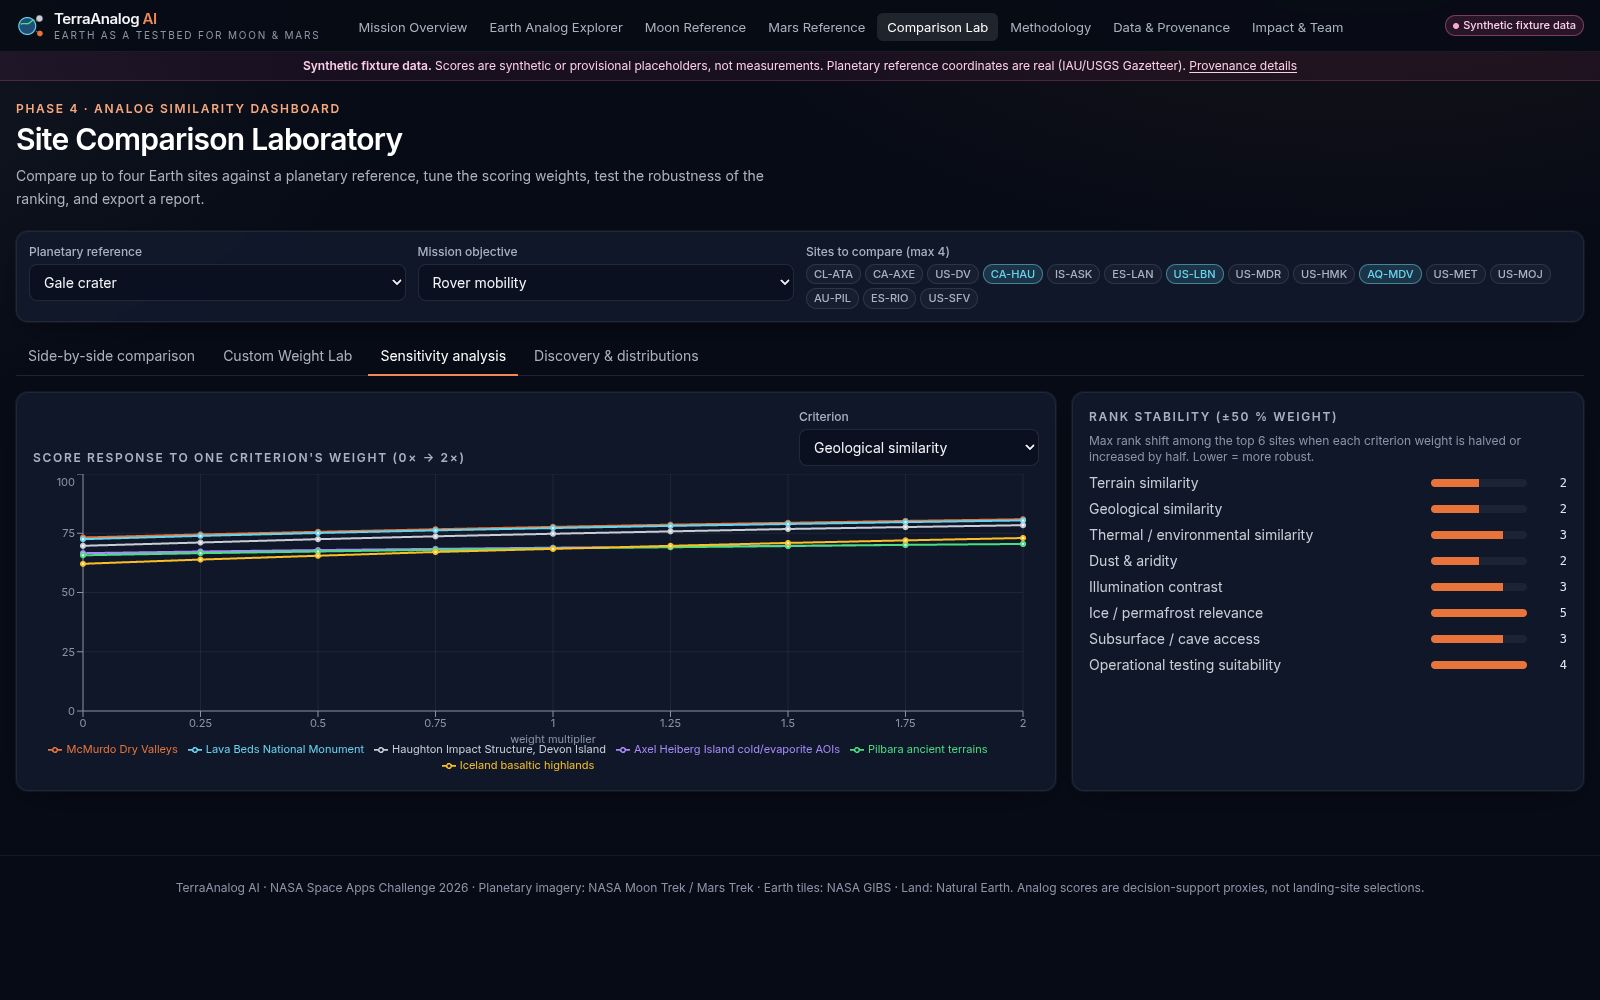 TerraAnalog AI
EARTH AS A TESTBED FOR MOON & MARS
Mission Overview
Earth Analog Explorer
Moon Reference
Mars Reference
Comparison Lab
Methodology
Data & Provenance
Impact & Team
Synthetic fixture data
Synthetic fixture data. Scores are synthetic or provisional placeholders, not measurements. Planetary reference coordinates are real (IAU/USGS Gazetteer). Provenance details
PHASE 4 · ANALOG SIMILARITY DASHBOARD
Site Comparison Laboratory
Compare up to four Earth sites against a planetary reference, tune the scoring weights, test the robustness of the
ranking, and export a report.
Planetary reference
Gale crater
Mission objective
Rover mobility
Sites to compare (max 4)
CL-ATA CA-AXE US-DV CA-HAU IS-ASK ES-LAN US-LBN US-MDR US-HMK AQ-MDV US-MET US-MOJ
AU-PIL ES-RIO US-SFV
Side-by-side comparison
Custom Weight Lab
Sensitivity analysis
Discovery & distributions
Criterion
Geological similarity
SCORE RESPONSE TO ONE CRITERION'S WEIGHT (0× → 2×)
100
75
50
25
0
0 0.25 0.5 0.75 1 1.25 1.5 1.75 2
weight multiplier
McMurdo Dry Valleys Lava Beds National Monument Haughton Impact Structure, Devon Island Axel Heiberg Island cold/evaporite AOIs Pilbara ancient terrains
Iceland basaltic highlands
RANK STABILITY (±50 % WEIGHT)
Max rank shift among the top 6 sites when each criterion weight is halved or
increased by half. Lower = more robust.
Terrain similarity 2
Geological similarity 2
Thermal / environmental similarity 3
Dust & aridity 2
Illumination contrast 3
Ice / permafrost relevance 5
Subsurface / cave access 3
Operational testing suitability 4
TerraAnalog AI · NASA Space Apps Challenge 2026 · Planetary imagery: NASA Moon Trek / Mars Trek · Earth tiles: NASA GIBS · Land: Natural Earth. Analog scores are decision-support proxies, not landing-site selections.